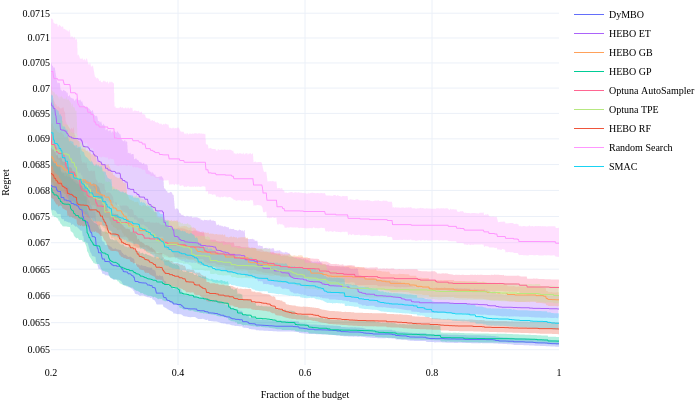 0.0715
0.071
0.0705
0.07
0.0695
0.069
0.0685
0.068
0.0675
0.067
0.0665
0.066
0.0655
0.065
Regret
0.2
0.4
0.6
0.8
1
Fraction of the budget
DyMBO
HEBO ET
HEBO GB
HEBO GP
Optuna AutoSampler
Optuna TPE
HEBO RF
Random Search
SMAC